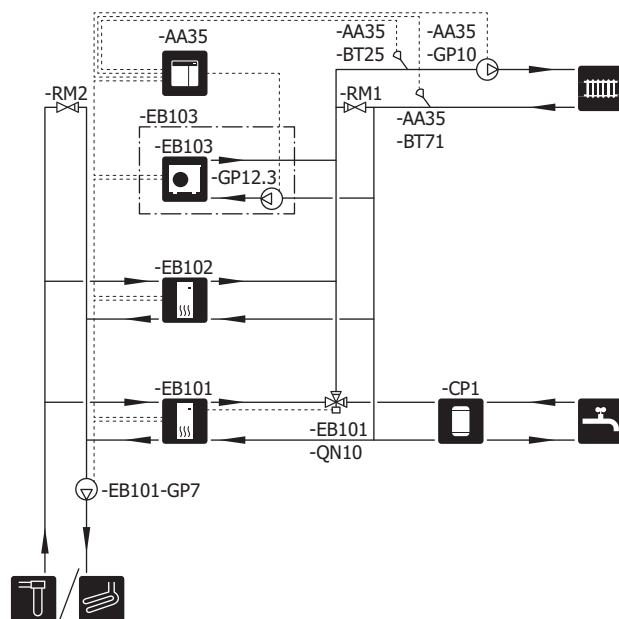 -AA35
-AA35
-BT25
-AA35
-GP10
-RM2
-RM1
-EB103
-AA35
-BT71
-EB103
-GP12.3
-EB102
-EB101
-CP1
-EB101
-QN10
-EB101-GP7